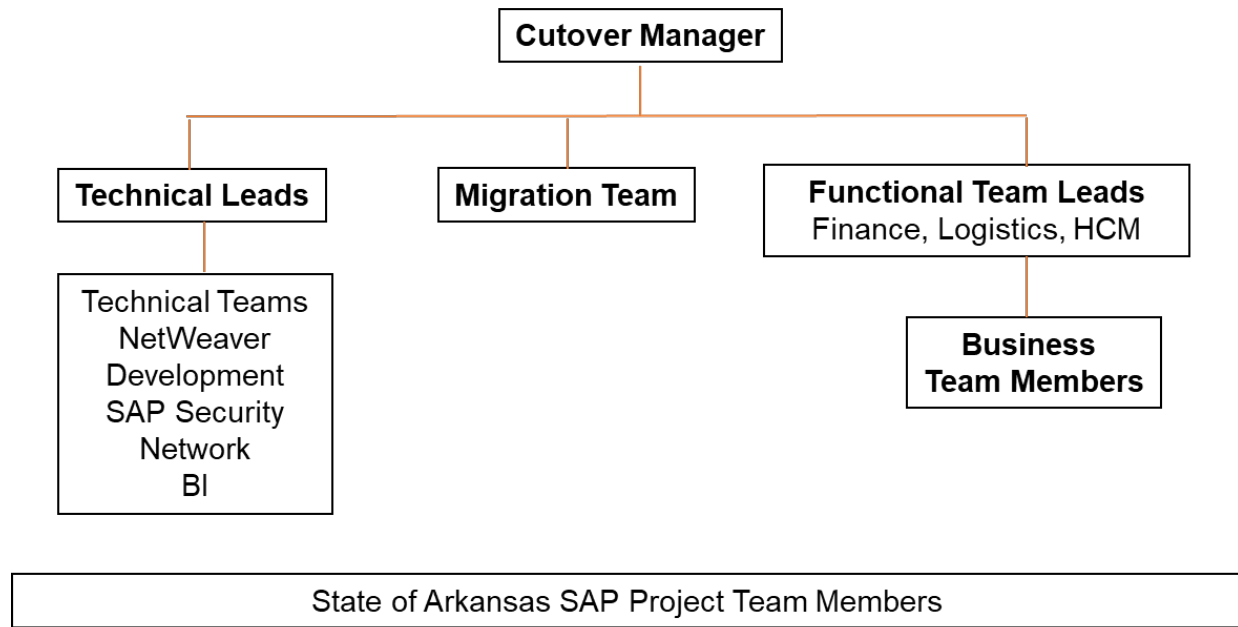 Cutover Manager
Technical Leads
Migration Team
Functional Team Leads
Finance, Logistics, HCM
Technical Teams
NetWeaver
Development
SAP Security
Network
BI
Business
Team Members
State of Arkansas SAP Project Team Members